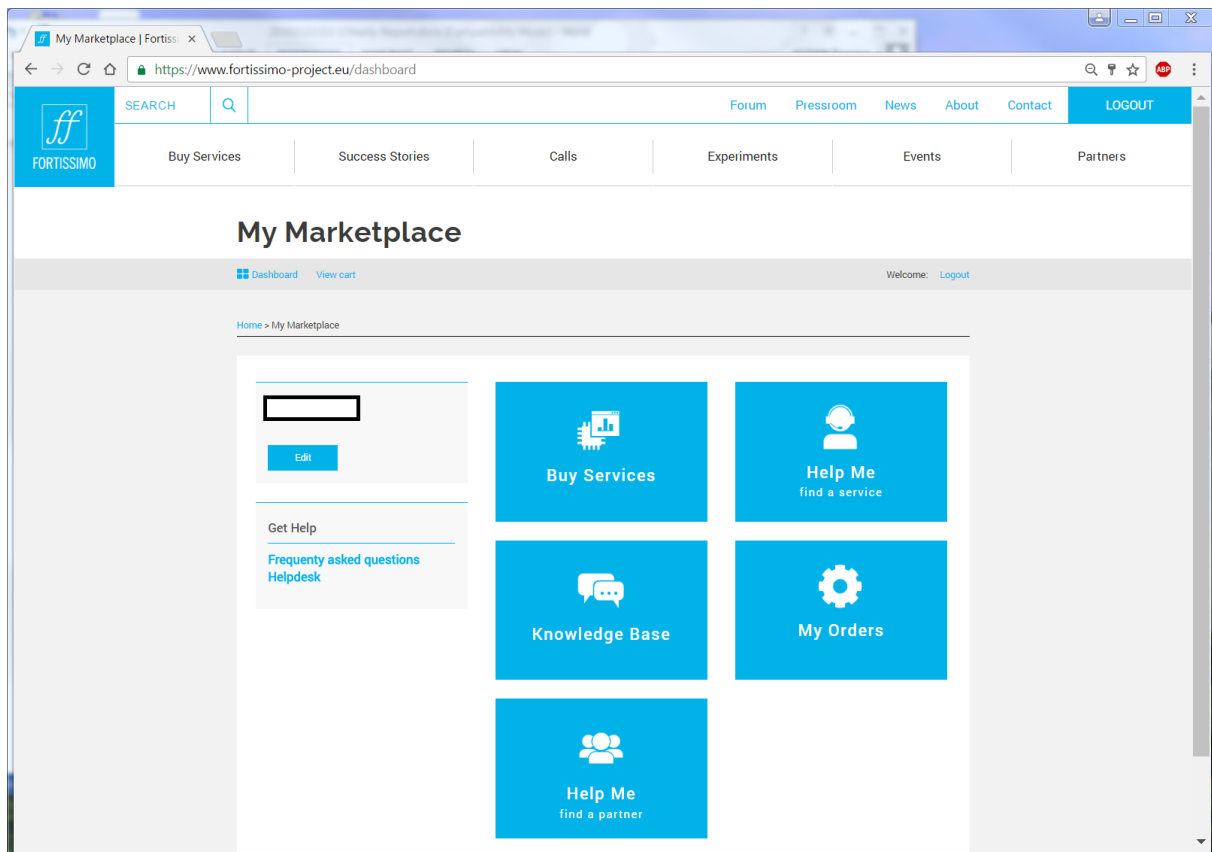 My Marketplace | Fortissi
https://www.fortissimo-project.eu/dashboard
ABP
ff
FORTISSIMO
SEARCH
Forum Pressroom News About Contact LOGOUT
Buy Services Success Stories Calls Experiments Events Partners
My Marketplace
Dashboard View cart Welcome: Logout
Home > My Marketplace
Edit
Get Help
Frequenty asked questions
Helpdesk
Buy Services
Help Me
find a service
Knowledge Base
My Orders
Help Me
find a partner